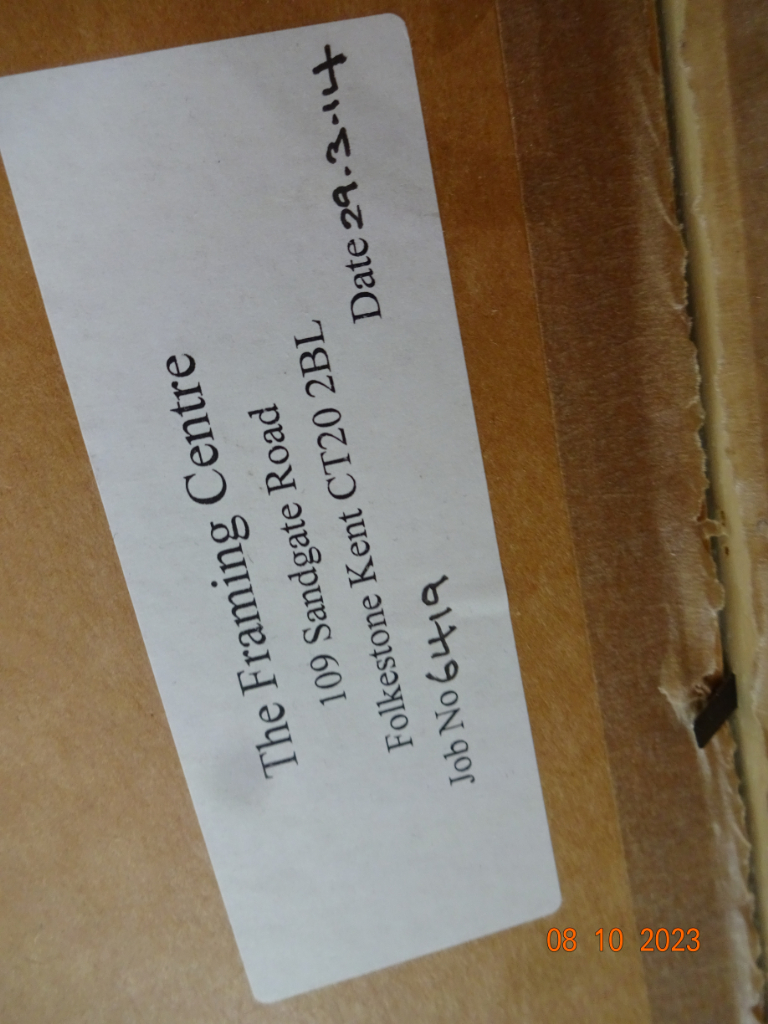 The Framing Centre
109 Sandgate Road
Folkestone Kent CT20 2BL
Job No 6419 Date 29.3.14
08 10 2023